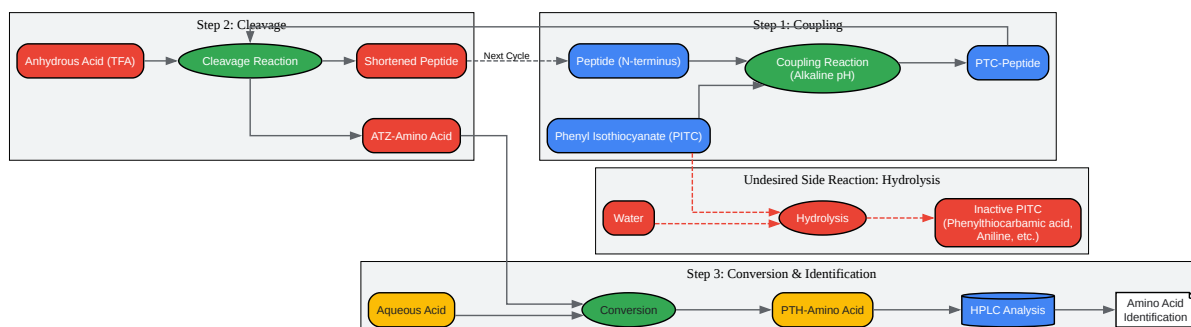 Step 2: Cleavage
Anhydrous Acid (TFA)
Cleavage Reaction
Shortened Peptide
ATZ-Amino Acid
Next Cycle
Step 1: Coupling
Peptide (N-terminus)
Coupling Reaction
(Alkaline pH)
PTC-Peptide
Phenyl Isothiocyanate (PITC)
Undesired Side Reaction: Hydrolysis
Water
Hydrolysis
Inactive PITC
(Phenylthiocarbamic acid,
Aniline, etc.)
Step 3: Conversion & Identification
Aqueous Acid
Conversion
PTH-Amino Acid
HPLC Analysis
Amino Acid
Identification